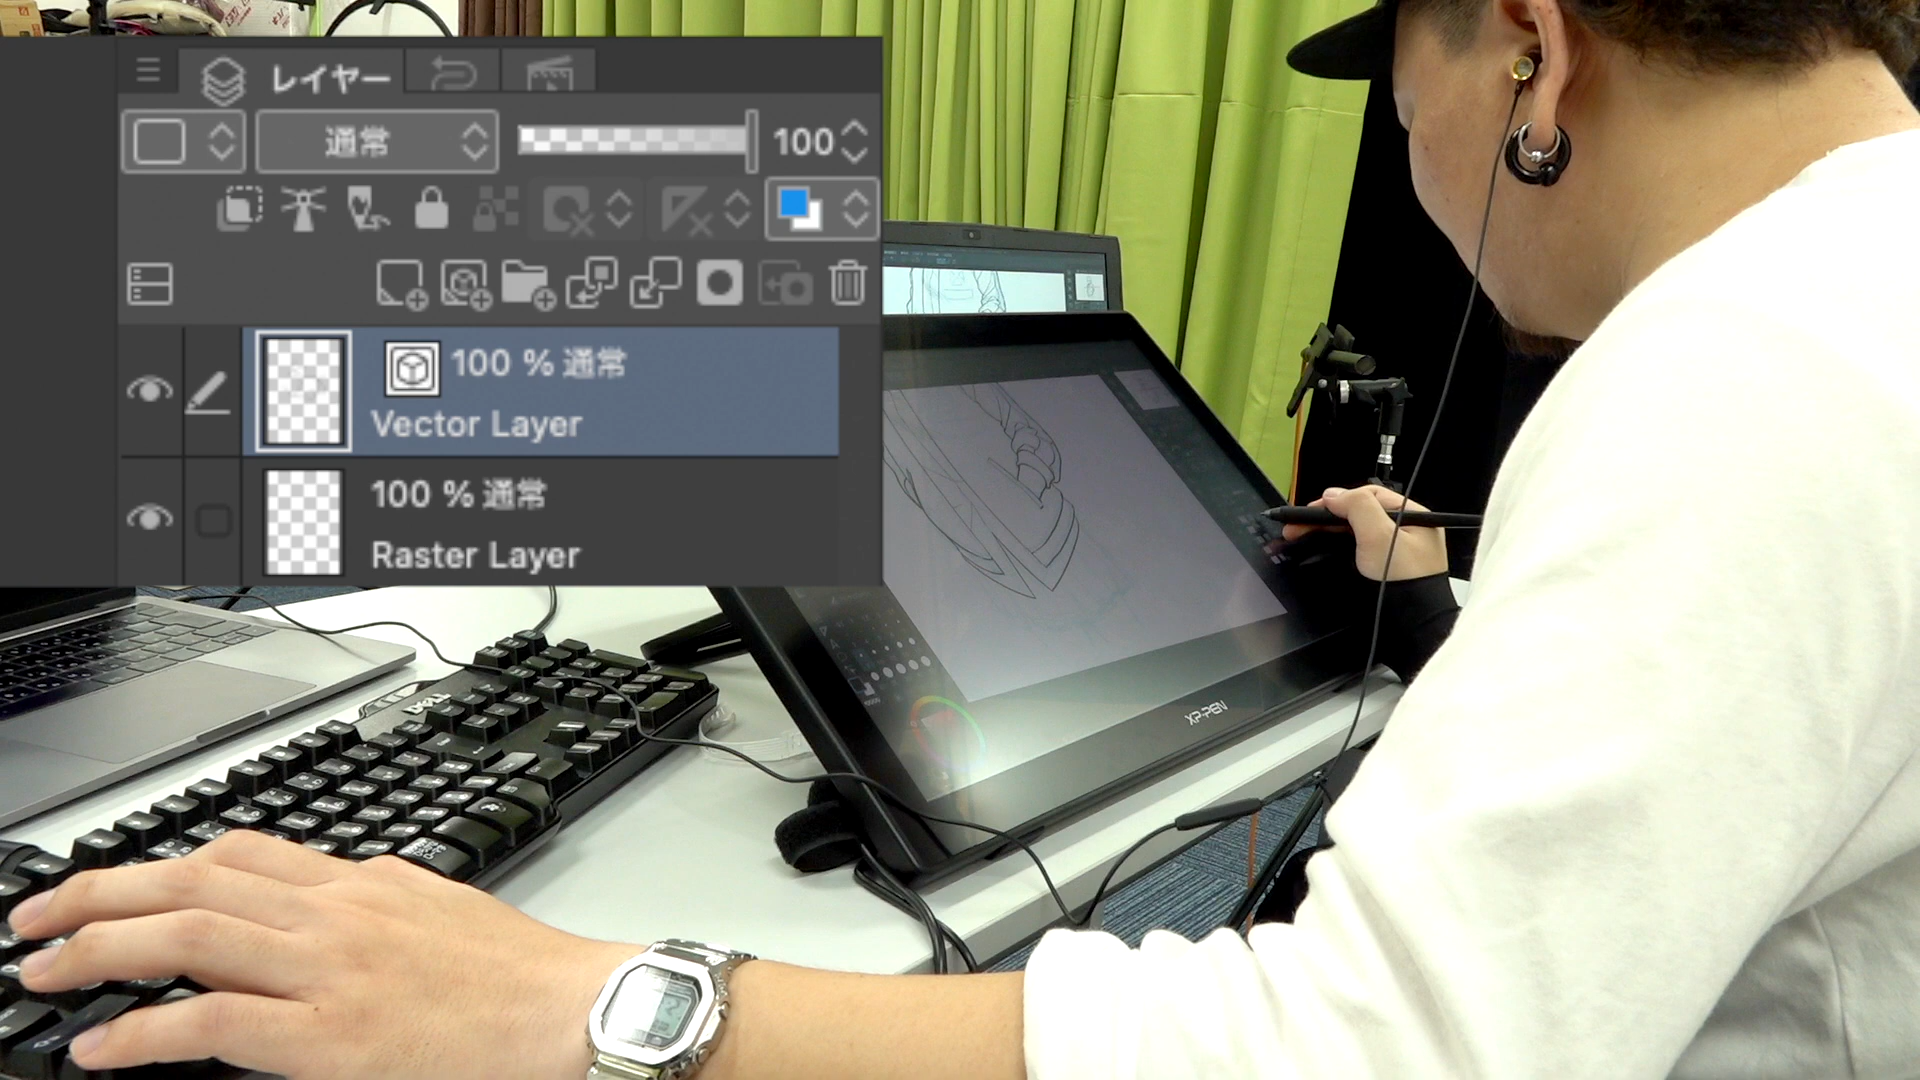 レイヤー
通常
100
100 % 通常
Vector Layer
100 % 通常
Raster Layer
DELL
XP-PEN